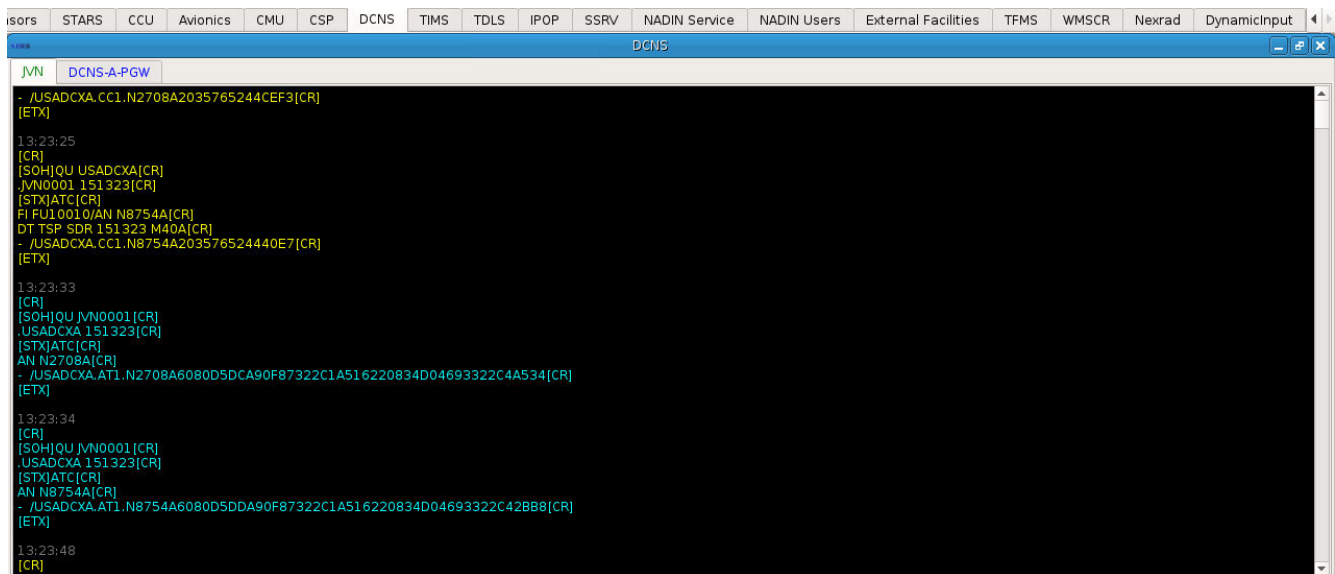 sors STARS CCU Avionics CMU CSP DCNS TIMS TDLS IPOP SSRV NADIN Service NADIN Users External Facilities TFMS WMSCR Nexrad DynamicInput
DCNS
JVN DCNS-A-PGW
- /USADCXA.CC1.N2708A2035765244CEF3[CR]
[ETX]
13:23:25
[CR]
[SOH]QU USADCXA[CR]
.JVN0001 151323[CR]
[STX]ATC[CR]
FI FU10010/AN N8754A[CR]
DT TSP SDR 151323 M40A[CR]
- /USADCXA.CC1.N8754A203576524440E7[CR]
[ETX]
13:23:33
[CR]
[SOH]QU JVN0001[CR]
.USADCXA 151323[CR]
[STX]ATC[CR]
AN N2708A[CR]
- /USADCXA.AT1.N2708A6080D5DCA90F87322C1A516220834D04693322C4A534[CR]
[ETX]
13:23:34
[CR]
[SOH]QU JVN0001[CR]
.USADCXA 151323[CR]
[STX]ATC[CR]
AN N8754A[CR]
- /USADCXA.AT1.N8754A6080D5DDA90F87322C1A516220834D04693322C42BB8[CR]
[ETX]
13:23:48
[CR]